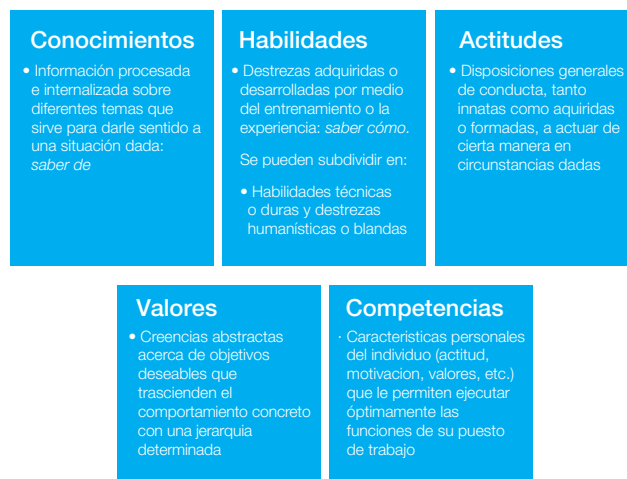 Conocimientos
• Información procesada
e internalizada sobre
diferentes temas que
sirve para darle sentido a
una situación dada:
saber de
Habilidades
• Destrezas adquiridas o
desarrolladas por medio
del entrenamiento o la
experiencia: saber cómo.
Se pueden subdividir en:
• Habilidades técnicas
o duras y destrezas
humanísticas o blandas
Actitudes
• Disposiciones generales
de conducta, tanto
innatas como aquiridas
o formadas, a actuar de
cierta manera en
circunstancias dadas
Valores
• Creencias abstractas
acerca de objetivos
deseables que
trascienden el
comportamiento concreto
con una jerarquia
determinada
Competencias
· Caracteristicas personales
del individuo (actitud,
motivacion, valores, etc.)
que le permiten ejecutar
óptimamente las
funciones de su puesto
de trabajo